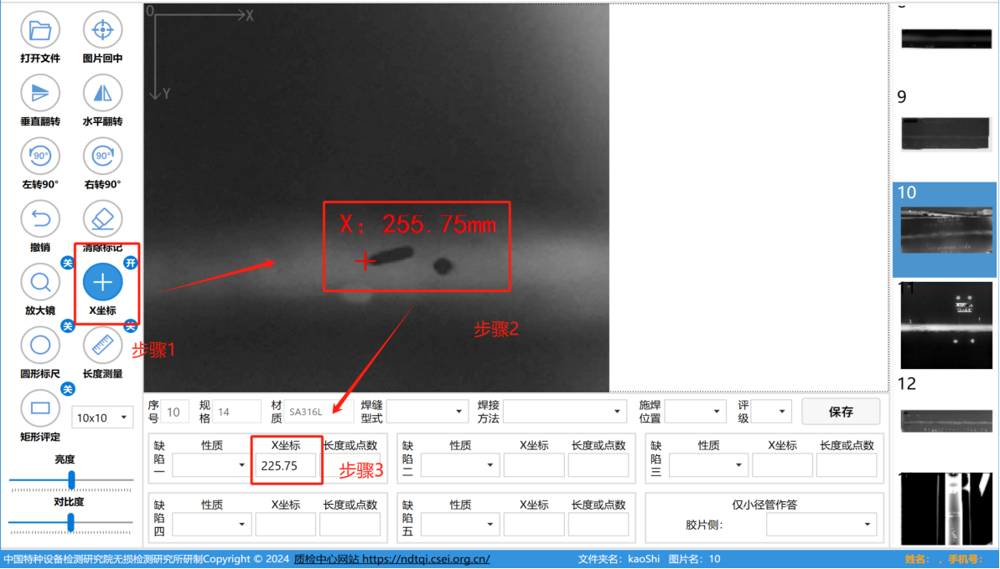 打开文件
图片回中
垂直翻转
水平翻转
90°
90°
左转90°
右转90°
撤销
清除标记
关
开
放大镜
X坐标
关
关
圆形标尺
长度测量
关
矩形评定
10x10
亮度
对比度
0
X
Y
X: 255.75mm
步骤1
步骤2
序号 10 规格 14 材质 SA316L 焊缝型式 焊接方法 施焊位置 评级 保存
缺陷一 性质 X坐标 长度或点数
225.75
步骤3
缺陷二 性质 X坐标 长度或点数
缺陷三 性质 X坐标 长度或点数
缺陷四 性质 X坐标 长度或点数
缺陷五 性质 X坐标 长度或点数
仅小径管作答
胶片侧:
9
10
11
12
中国特种设备检测研究院无损检测研究所研制Copyright © 2024 质检中心网站 https://ndtqi.csei.org.cn/ 文件夹名: kaoShi 图片名: 10 姓名: . 手机号: